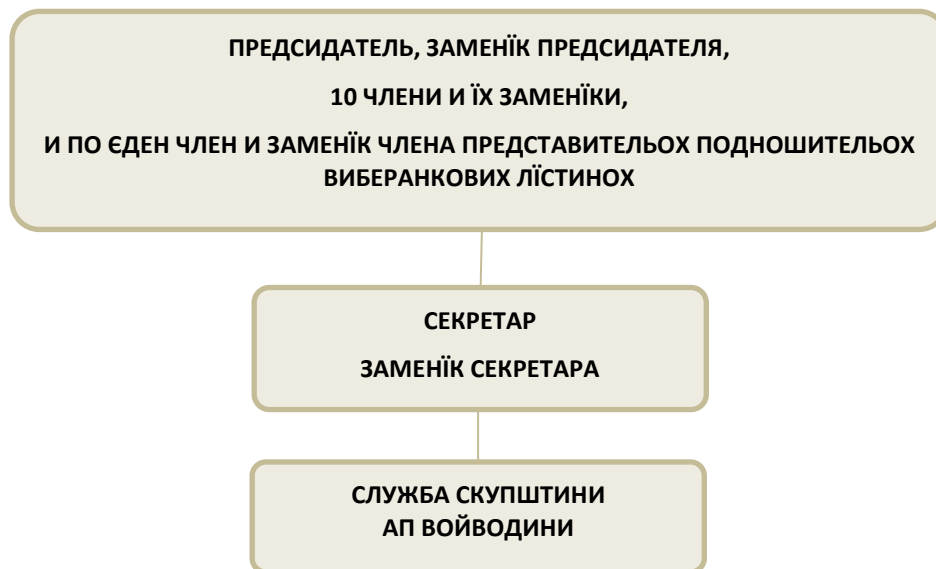 ПРЕДСИДАТЕЛЬ, ЗАМЕНЇК ПРЕДСИДАТЕЛЯ,
10 ЧЛЕНИ И ЇХ ЗАМЕНЇКИ,
И ПО ЄДЕН ЧЛЕН И ЗАМЕНЇК ЧЛЕНА ПРЕДСТАВИТЕЛЬОХ ПОДНОШИТЕЛЬОХ
ВИБЕРАНКОВИХ ЛЇСТИНОХ
СЕКРЕТАР
ЗАМЕНЇК СЕКРЕТАРА
СЛУЖБА СКУПШТИНИ
АП ВОЙВОДИНИ